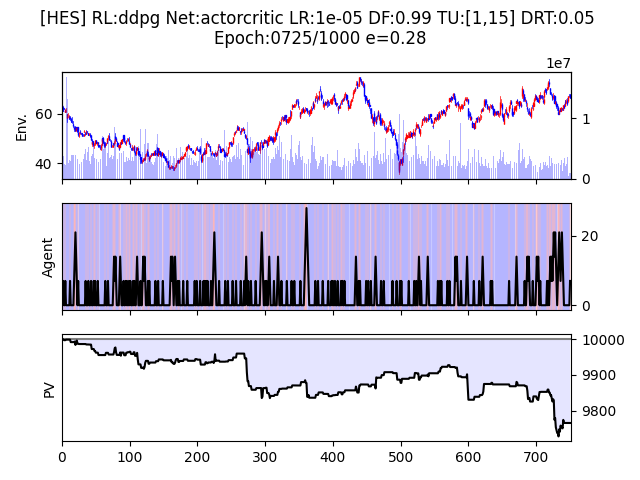 [HES] RL:ddpg Net:actorcritic LR:1e-05 DF:0.99 TU:[1,15] DRT:0.05
Epoch:0725/1000 e=0.28
1e7
Env.
60
40
1
0
Agent
20
0
PV
10000
9900
9800
0 100 200 300 400 500 600 700